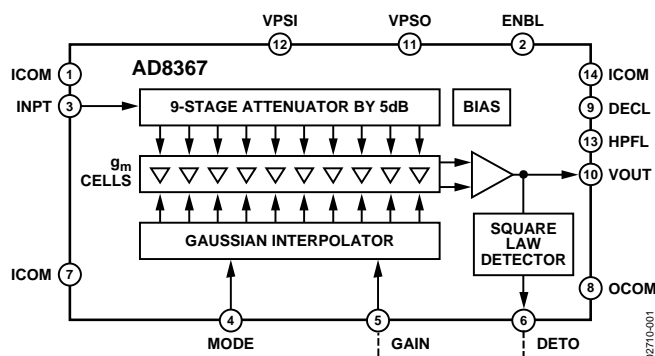 VPSI
VPSO
ENBL
12
11
2
ICOM
1
AD8367
14
ICOM
INPT
3
9-STAGE ATTENUATOR BY 5dB
BIAS
9
DECL
13
HPFL
gm
CELLS
10
VOUT
GAUSSIAN INTERPOLATOR
SQUARE
LAW
DETECTOR
ICOM
7
8
OCOM
4
5
6
MODE
GAIN
DETO
02710-001